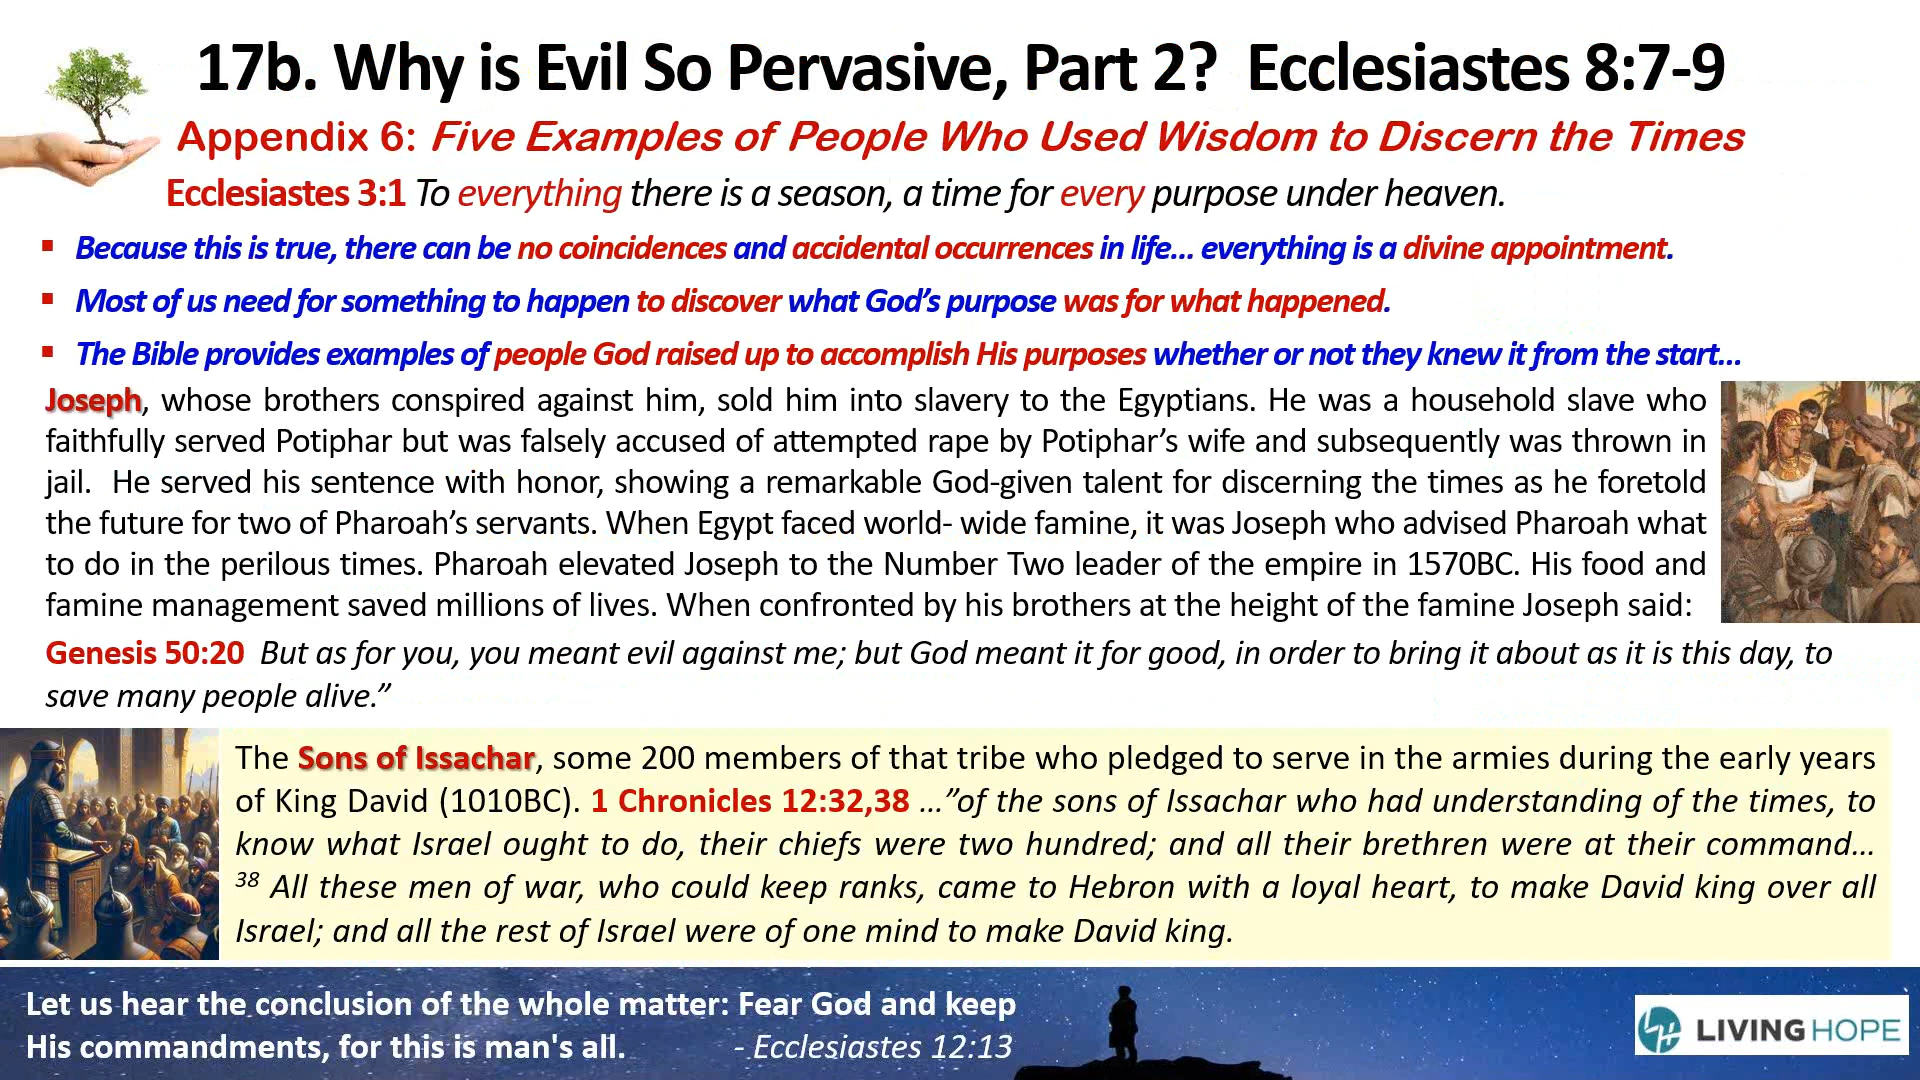 17b. Why is Evil So Pervasive, Part 2?  Ecclesiastes 8:7-9
Appendix 6: Five Examples of People Who Used Wisdom to Discern the Times
Ecclesiastes 3:1 To everything there is a season, a time for every purpose under heaven.
▪ Because this is true, there can be no coincidences and accidental occurrences in life... everything is a divine appointment.
▪ Most of us need for something to happen to discover what God's purpose was for what happened.
▪ The Bible provides examples of people God raised up to accomplish His purposes whether or not they knew it from the start...
Joseph, whose brothers conspired against him, sold him into slavery to the Egyptians. He was a household slave who
faithfully served Potiphar but was falsely accused of attempted rape by Potiphar's wife and subsequently was thrown in
jail.  He served his sentence with honor, showing a remarkable God-given talent for discerning the times as he foretold
the future for two of Pharoah's servants. When Egypt faced world- wide famine, it was Joseph who advised Pharoah what
to do in the perilous times. Pharoah elevated Joseph to the Number Two leader of the empire in 1570BC. His food and
famine management saved millions of lives. When confronted by his brothers at the height of the famine Joseph said:
Genesis 50:20  But as for you, you meant evil against me; but God meant it for good, in order to bring it about as it is this day, to
save many people alive.”
The Sons of Issachar, some 200 members of that tribe who pledged to serve in the armies during the early years
of King David (1010BC). 1 Chronicles 12:32,38 ...”of the sons of Issachar who had understanding of the times, to
know what Israel ought to do, their chiefs were two hundred; and all their brethren were at their command...
38 All these men of war, who could keep ranks, came to Hebron with a loyal heart, to make David king over all
Israel; and all the rest of Israel were of one mind to make David king.
Let us hear the conclusion of the whole matter: Fear God and keep
His commandments, for this is man's all.  - Ecclesiastes 12:13
LH LIVING HOPE